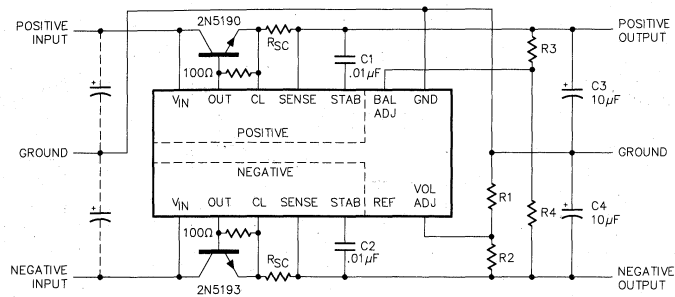 2N5190
POSITIVE INPUT
RSC
POSITIVE OUTPUT
R3
100Ω
C1
.01µF
C3
10µF
VIN OUT CL SENSE STAB BAL ADJ GND
POSITIVE
GROUND
GROUND
NEGATIVE
VIN OUT CL SENSE STAB REF VOL ADJ
R1
R4
C4
10µF
100Ω
C2
.01µF
R2
RSC
NEGATIVE INPUT
2N5193
NEGATIVE OUTPUT